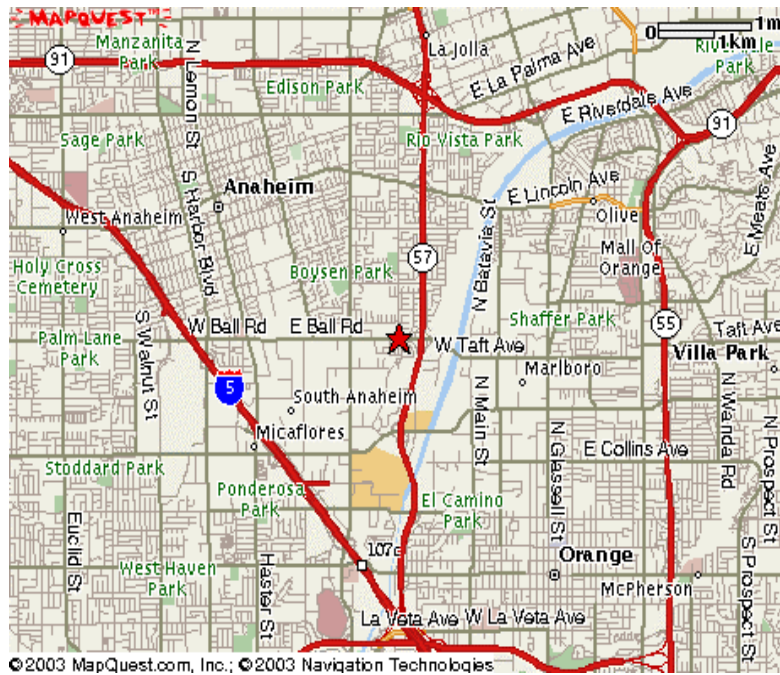 MAPQUEST
0
1m
1km
La Jolla
91
Manzanita
Park
N Lemon St
Edison Park
E La Palma Ave
Park
E Riverdale Ave
91
Sage Park
Rio Vista Park
Anaheim
S Harbor Blvd
E Lincoln Ave
Olive
West Anaheim
N Batavia St
E Meats Ave
Mall Of
Orange
57
Holy Cross
Cemetery
Boysen Park
Shaffer Park
W Ball Rd
E Ball Rd
55
Taft Ave
Palm Lane
Park
S Walnut St
W Taft Ave
Villa Park
5
Marlboro
South Anaheim
N Main St
N Wanda Rd
N Prospect St
Micaflores
N Glassell St
E Collins Ave
Stoddard Park
Ponderosa
Park
El Camino
Park
Euclid St
107c
Orange
West Haven
Park
Haster St
McPherson
S Prospect St
La Veta Ave
W La Veta Ave
©2003 MapQuest.com, Inc.; ©2003 Navigation Technologies